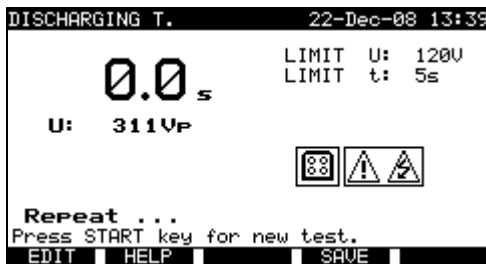 DISCHARGING T. 22-Dec-08 13:39
LIMIT U: 120V
0.0 s LIMIT t: 5s
U: 311Vp
Repeat ...
Press START key for new test.
EDIT HELP SAVE